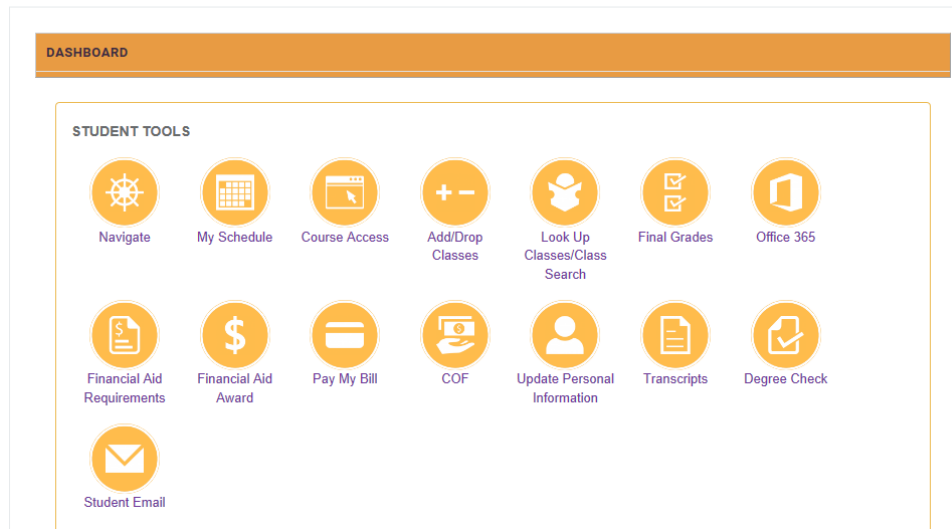 DASHBOARD
STUDENT TOOLS
Navigate
My Schedule
Course Access
Add/Drop
Classes
Look Up
Classes/Class
Search
Final Grades
Office 365
Financial Aid
Requirements
Financial Aid
Award
Pay My Bill
COF
Update Personal
Information
Transcripts
Degree Check
Student Email